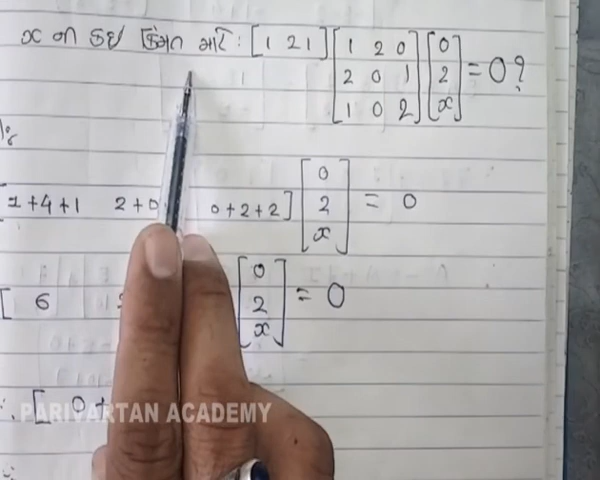 x ની કઈ કિંમત માટે : [1 2 1] [1 2 0 2 0 1 1 0 2] [0 2 x] = 0?
1+4+1 2+0 0+2+2] [0 2 x] = 0
[ 6 [0 2 x] = 0
∴ [ 0+
PARIVARTAN ACADEMY